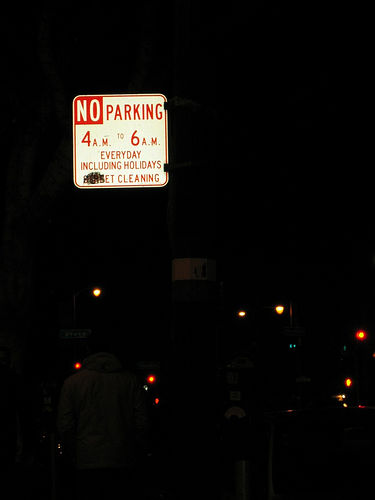 NO PARKING
4 A.M. TO 6 A.M.
EVERYDAY
INCLUDING HOLIDAYS
CLEANING